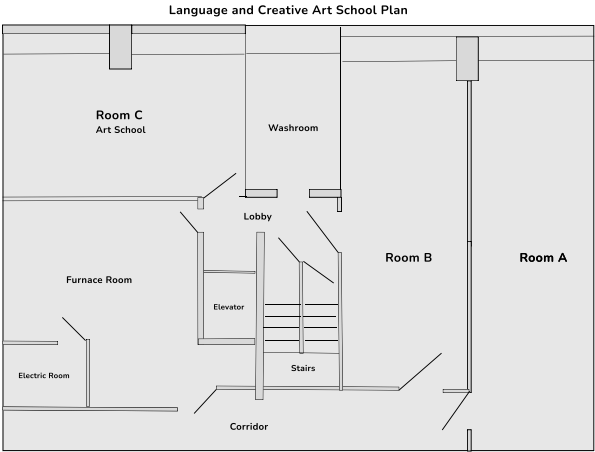 Language and Creative Art School Plan
Room C
Art School
Washroom
Lobby
Room B
Room A
Furnace Room
Elevator
Stairs
Electric Room
Corridor